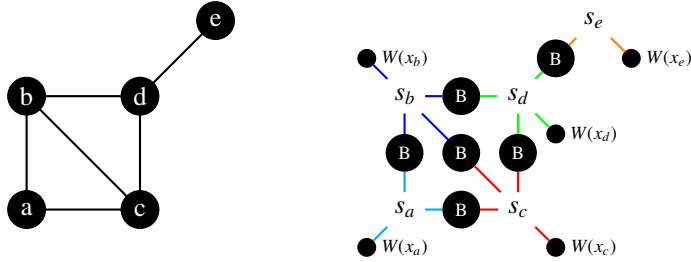 e
b d
a c
s_e
W(x_b) B W(x_e)
s_b B s_d
W(x_d)
B B B
s_a B s_c
W(x_a) W(x_c)